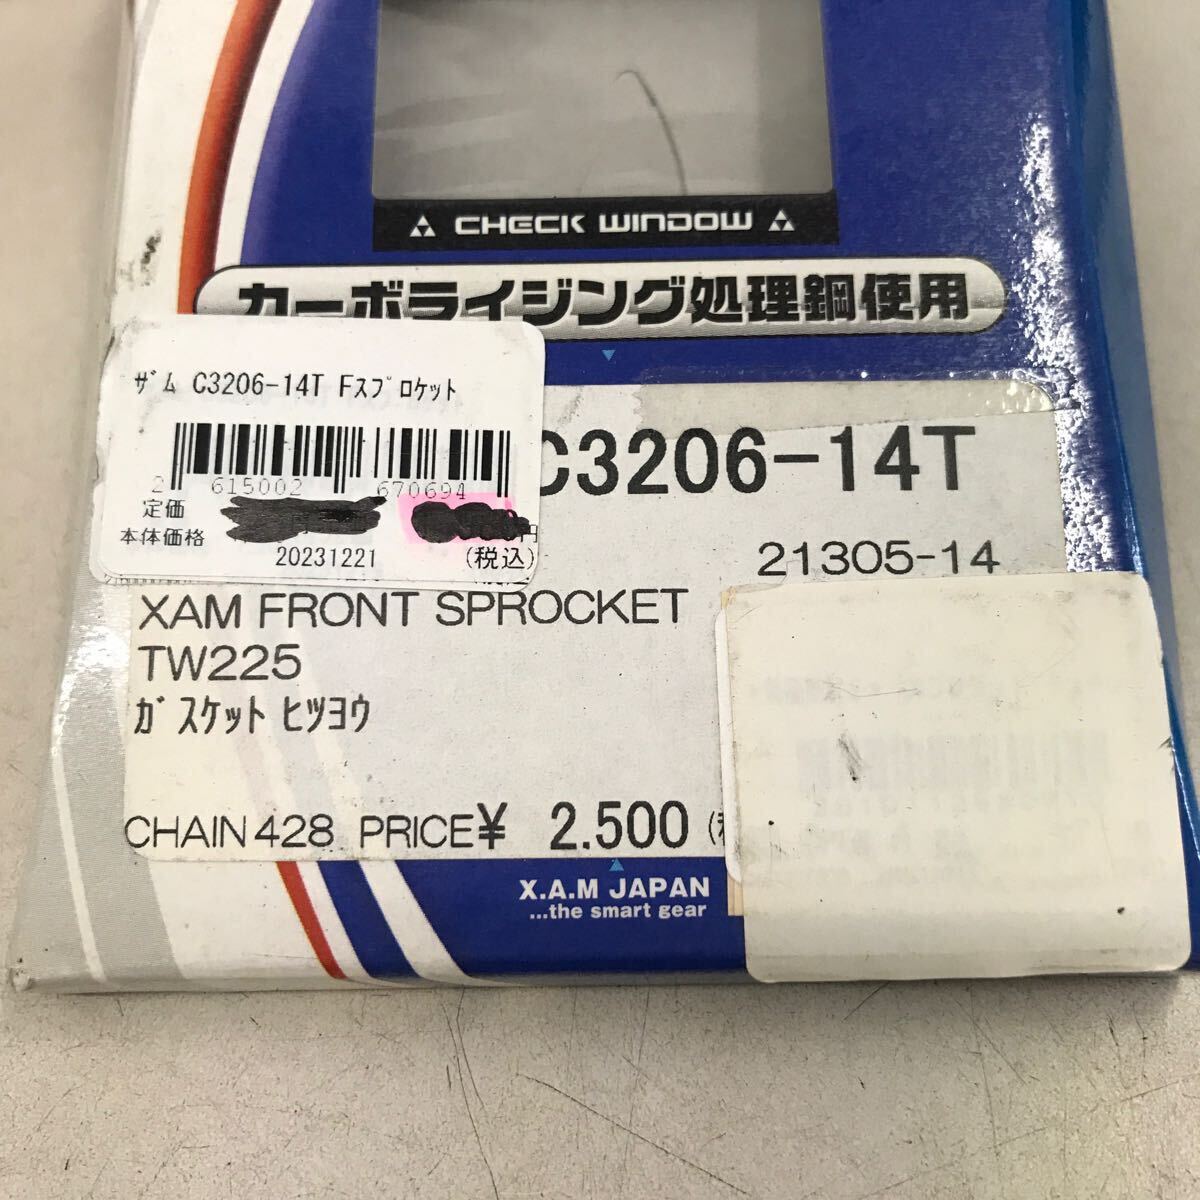 CHECK WINDOW
カーボライジング処理鋼使用
ｻﾞﾑ C3206-14T Fｽﾌﾟﾛｹｯﾄ
2 615002 670694
定価
本体価格
円
20231221 (税込)
C3206-14T
21305-14
XAM FRONT SPROCKET
TW225
ｶﾞｽｹｯﾄ ﾋﾂﾖｳ
CHAIN 428 PRICE¥ 2.500 (
X.A.M JAPAN
...the smart gear